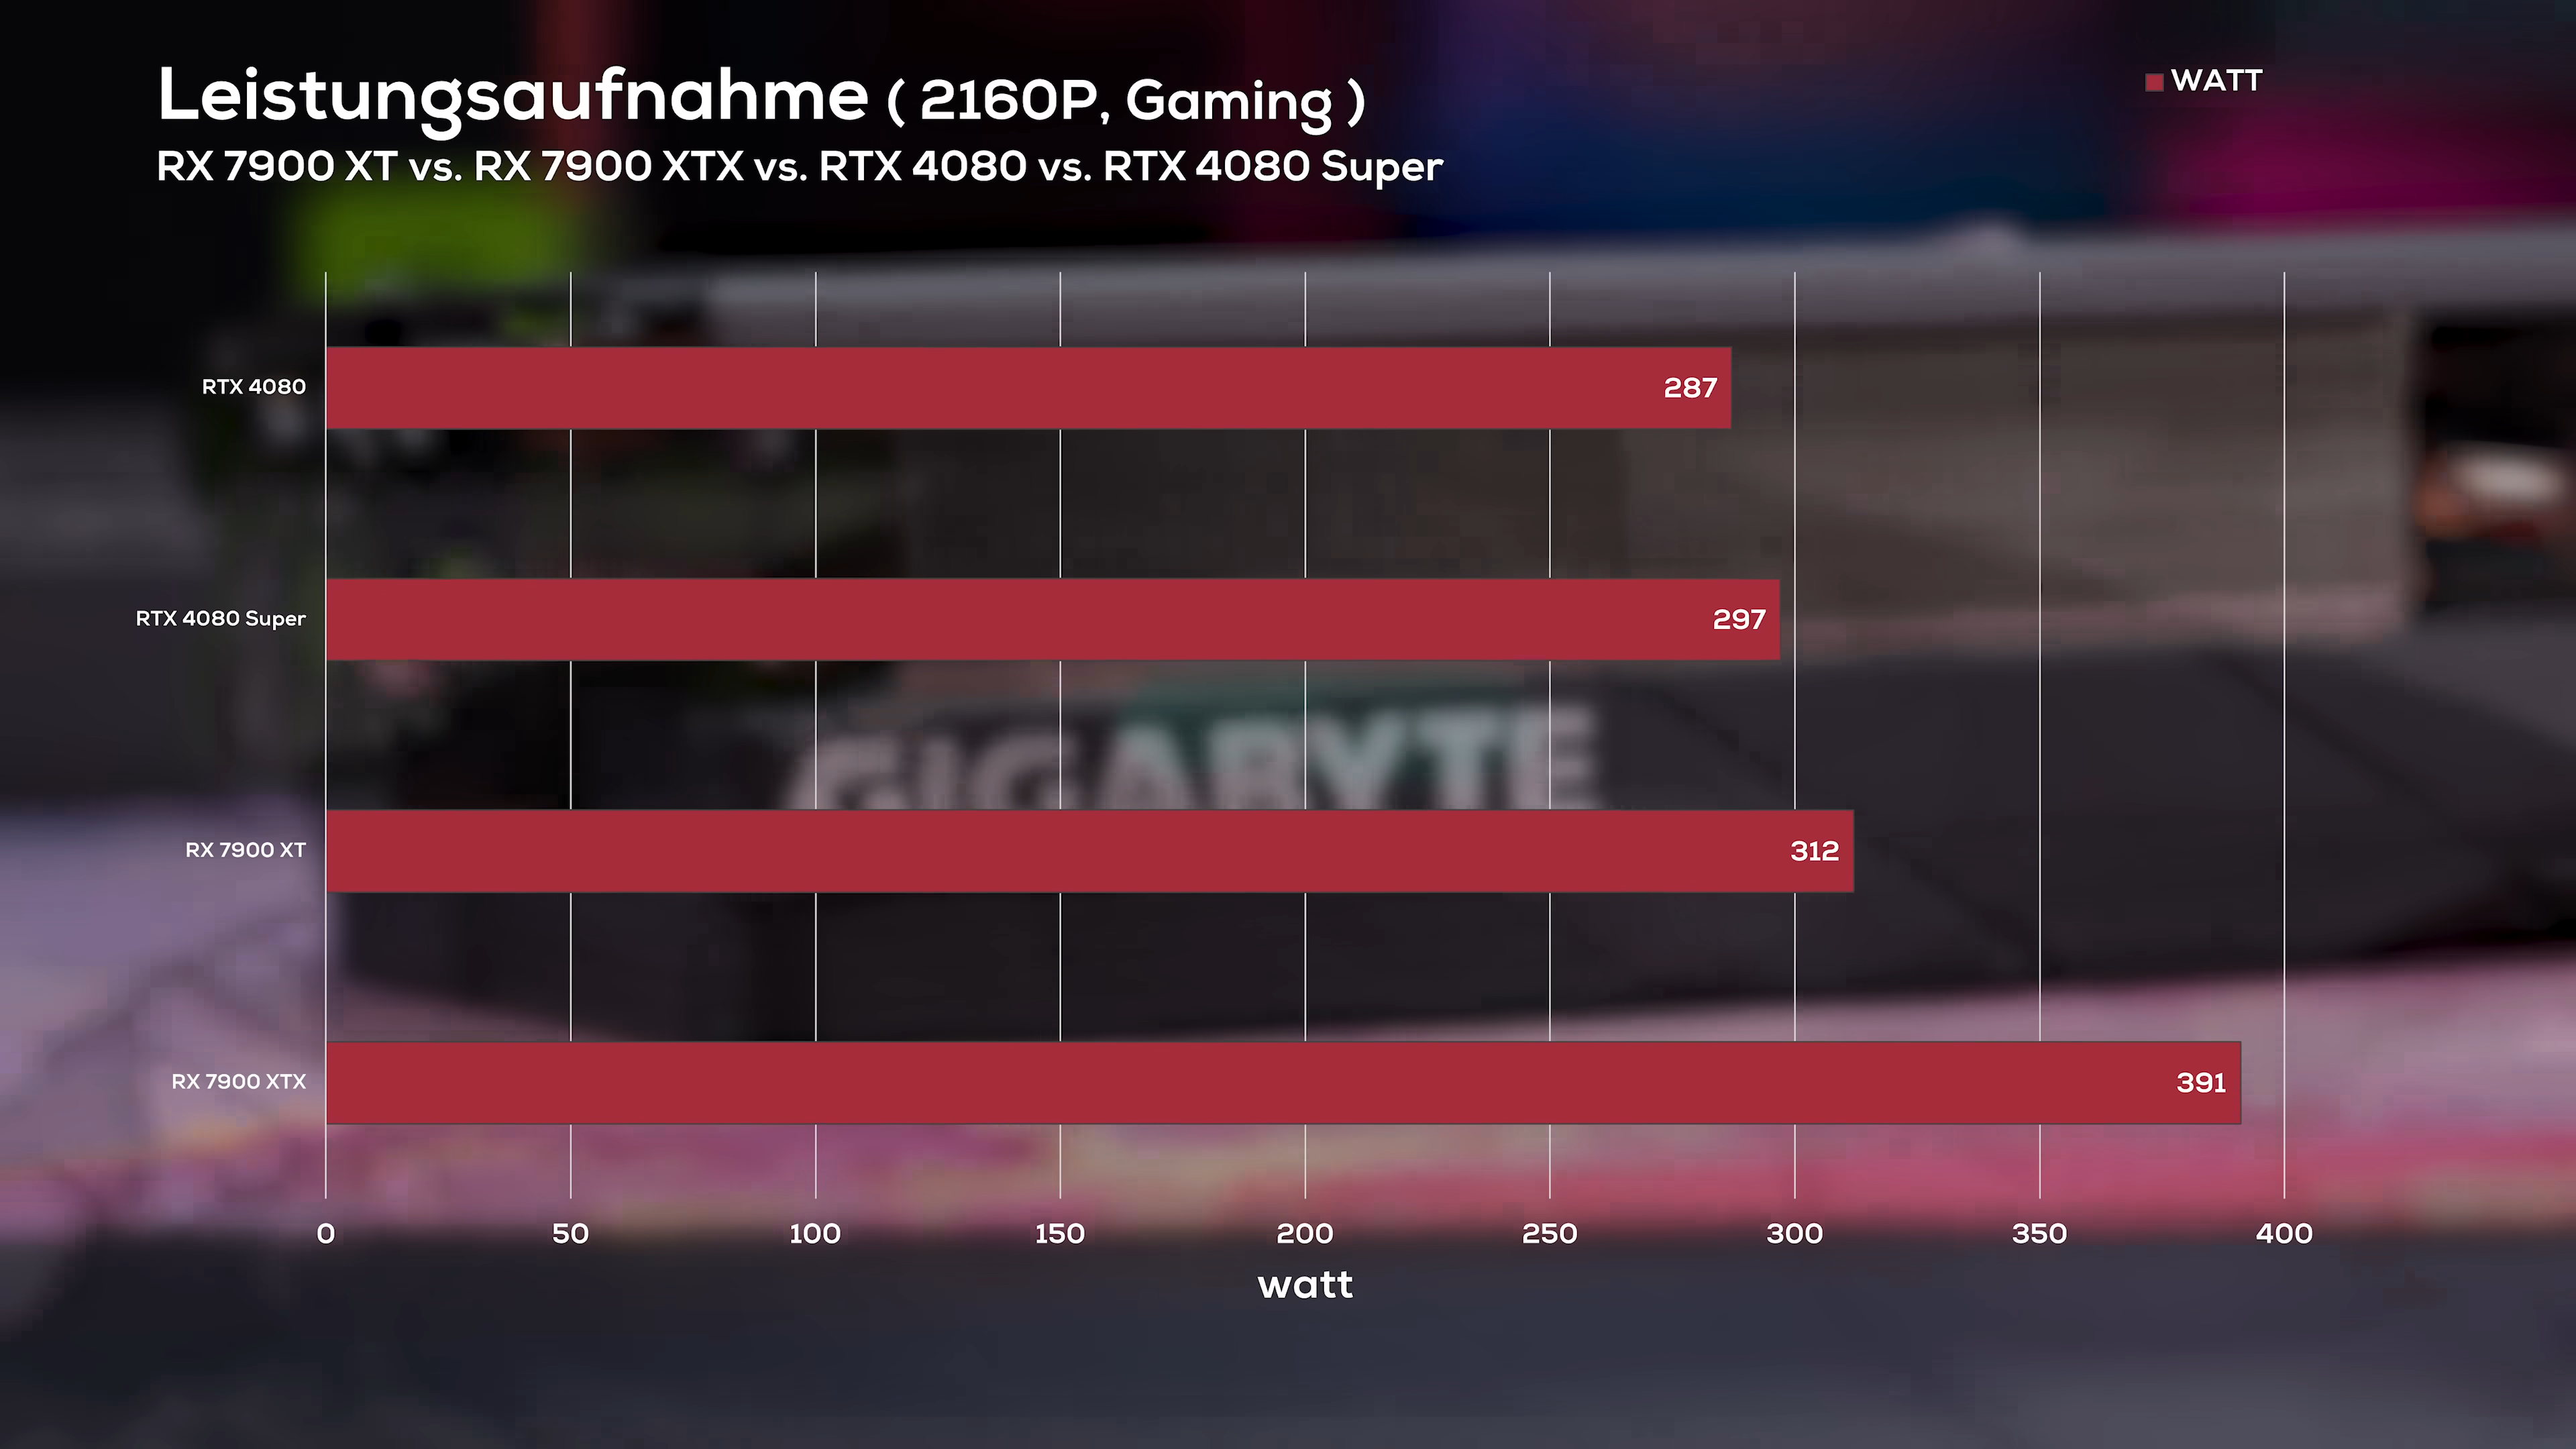 Leistungsaufnahme ( 2160P, Gaming )
RX 7900 XT vs. RX 7900 XTX vs. RTX 4080 vs. RTX 4080 Super
WATT
RTX 4080
287
RTX 4080 Super
297
GIGABYTE
RX 7900 XT
312
RX 7900 XTX
391
0 50 100 150 200 250 300 350 400
watt